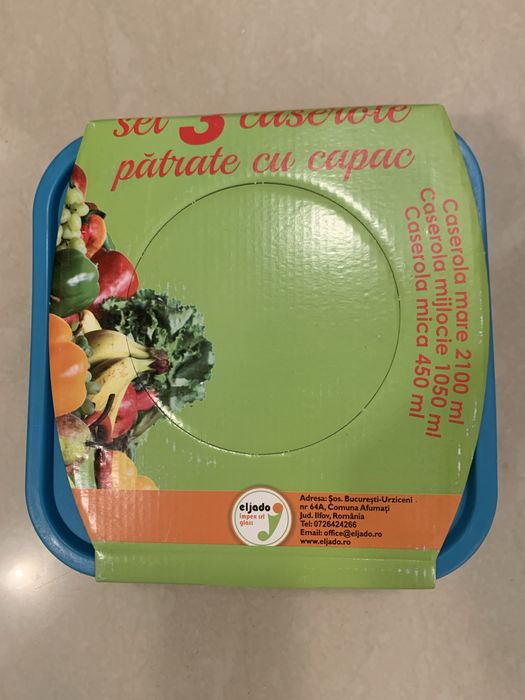 set 3 caserole
pătrate cu capac
Caserola mare 2100 ml
Caserola mijlocie 1050 ml
Caserola mica 450 ml
eljado
impex srl
glass
Adresa: Şos. Bucureşti-Urziceni
nr 64A, Comuna Afumaţi
Jud. Ilfov, România
Tel: 0726424266
Email: office@eljado.ro
www.eljado.ro